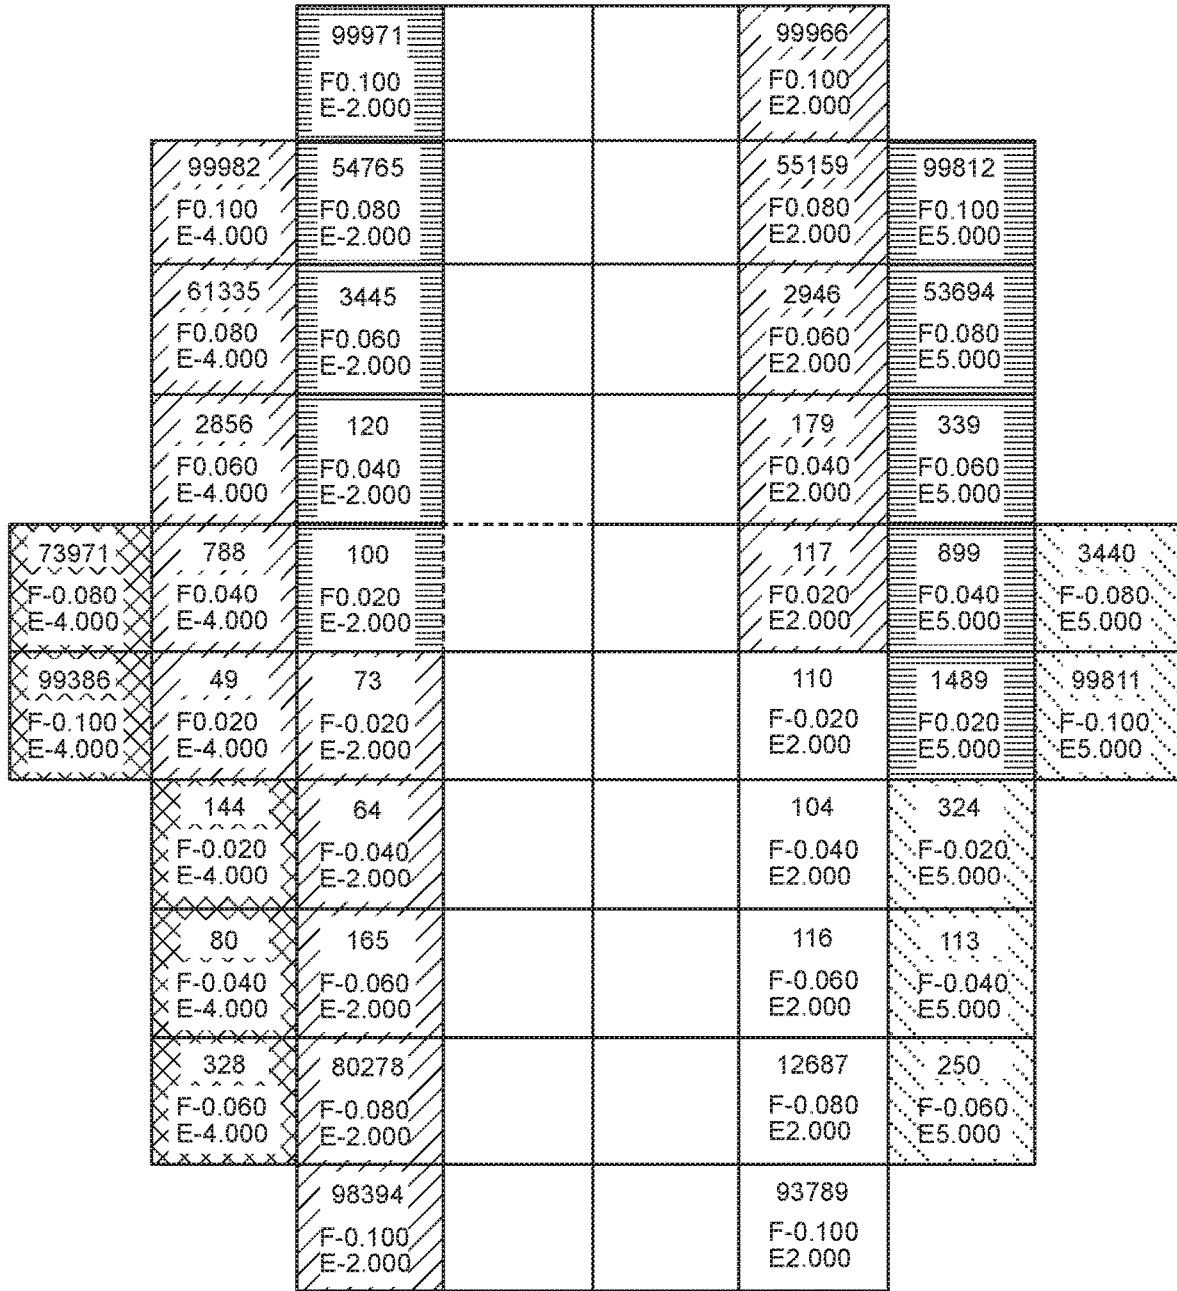 99971
F0.100
E-2.000
99966
F0.100
E2.000
99982
F0.100
E-4.000
54765
F0.080
E-2.000
55159
F0.080
E2.000
99812
F0.100
E5.000
61335
F0.080
E-4.000
3445
F0.060
E-2.000
2946
F0.060
E2.000
53694
F0.080
E5.000
2856
F0.060
E-4.000
120
F0.040
E-2.000
179
F0.040
E2.000
339
F0.060
E5.000
73971
F-0.080
E-4.000
788
F0.040
E-4.000
100
F0.020
E-2.000
117
F0.020
E2.000
899
F0.040
E5.000
3440
F-0.080
E5.000
99386
F-0.100
E-4.000
49
F0.020
E-4.000
73
F-0.020
E-2.000
110
F-0.020
E2.000
1489
F0.020
E5.000
99811
F-0.100
E5.000
144
F-0.020
E-4.000
64
F-0.040
E-2.000
104
F-0.040
E2.000
324
F-0.020
E5.000
80
F-0.040
E-4.000
165
F-0.060
E-2.000
116
F-0.060
E2.000
113
F-0.040
E5.000
328
F-0.060
E-4.000
80278
F-0.080
E-2.000
12687
F-0.080
E2.000
250
F-0.060
E5.000
98394
F-0.100
E-2.000
93789
F-0.100
E2.000